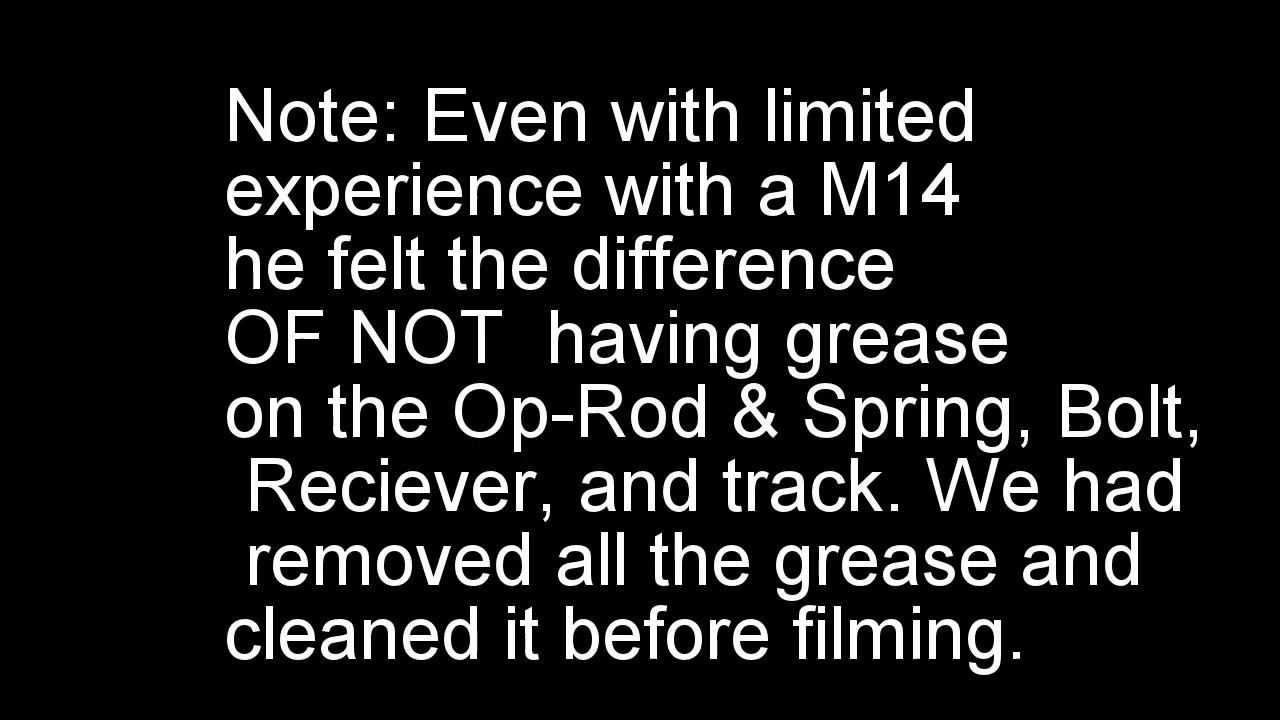 Note: Even with limited
experience with a M14
he felt the difference
OF NOT  having grease
on the Op-Rod & Spring, Bolt,
Reciever, and track. We had
removed all the grease and
cleaned it before filming.